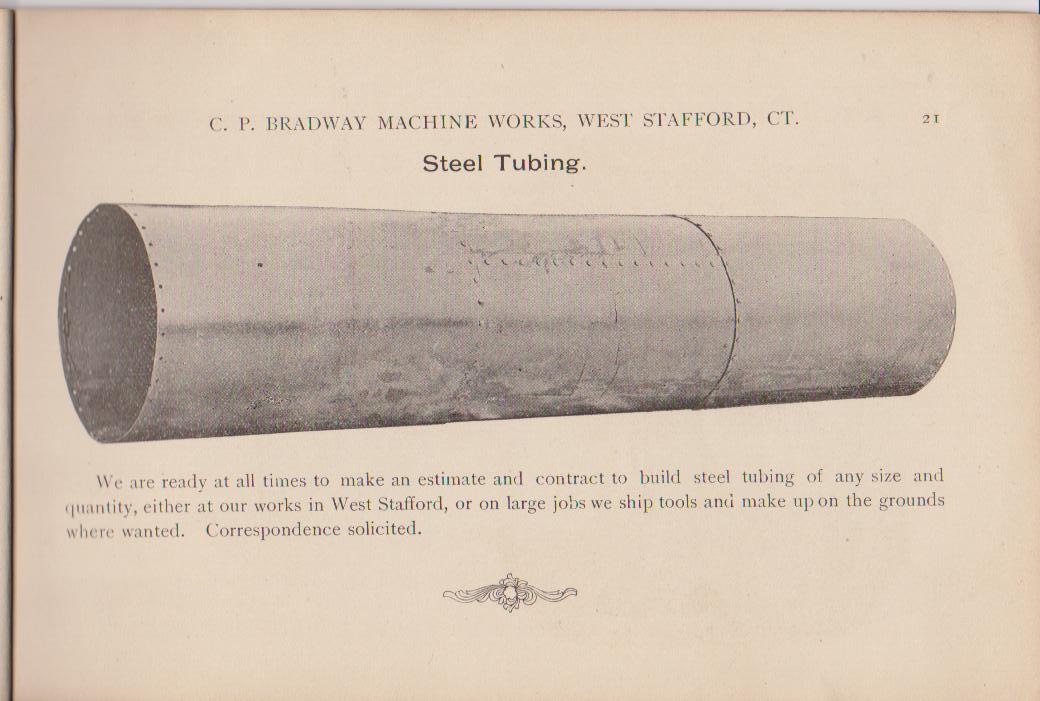 C. P. BRADWAY MACHINE WORKS, WEST STAFFORD, CT. 21
Steel Tubing.
We are ready at all times to make an estimate and contract to build steel tubing of any size and
quantity, either at our works in West Stafford, or on large jobs we ship tools and make up on the grounds
where wanted. Correspondence solicited.